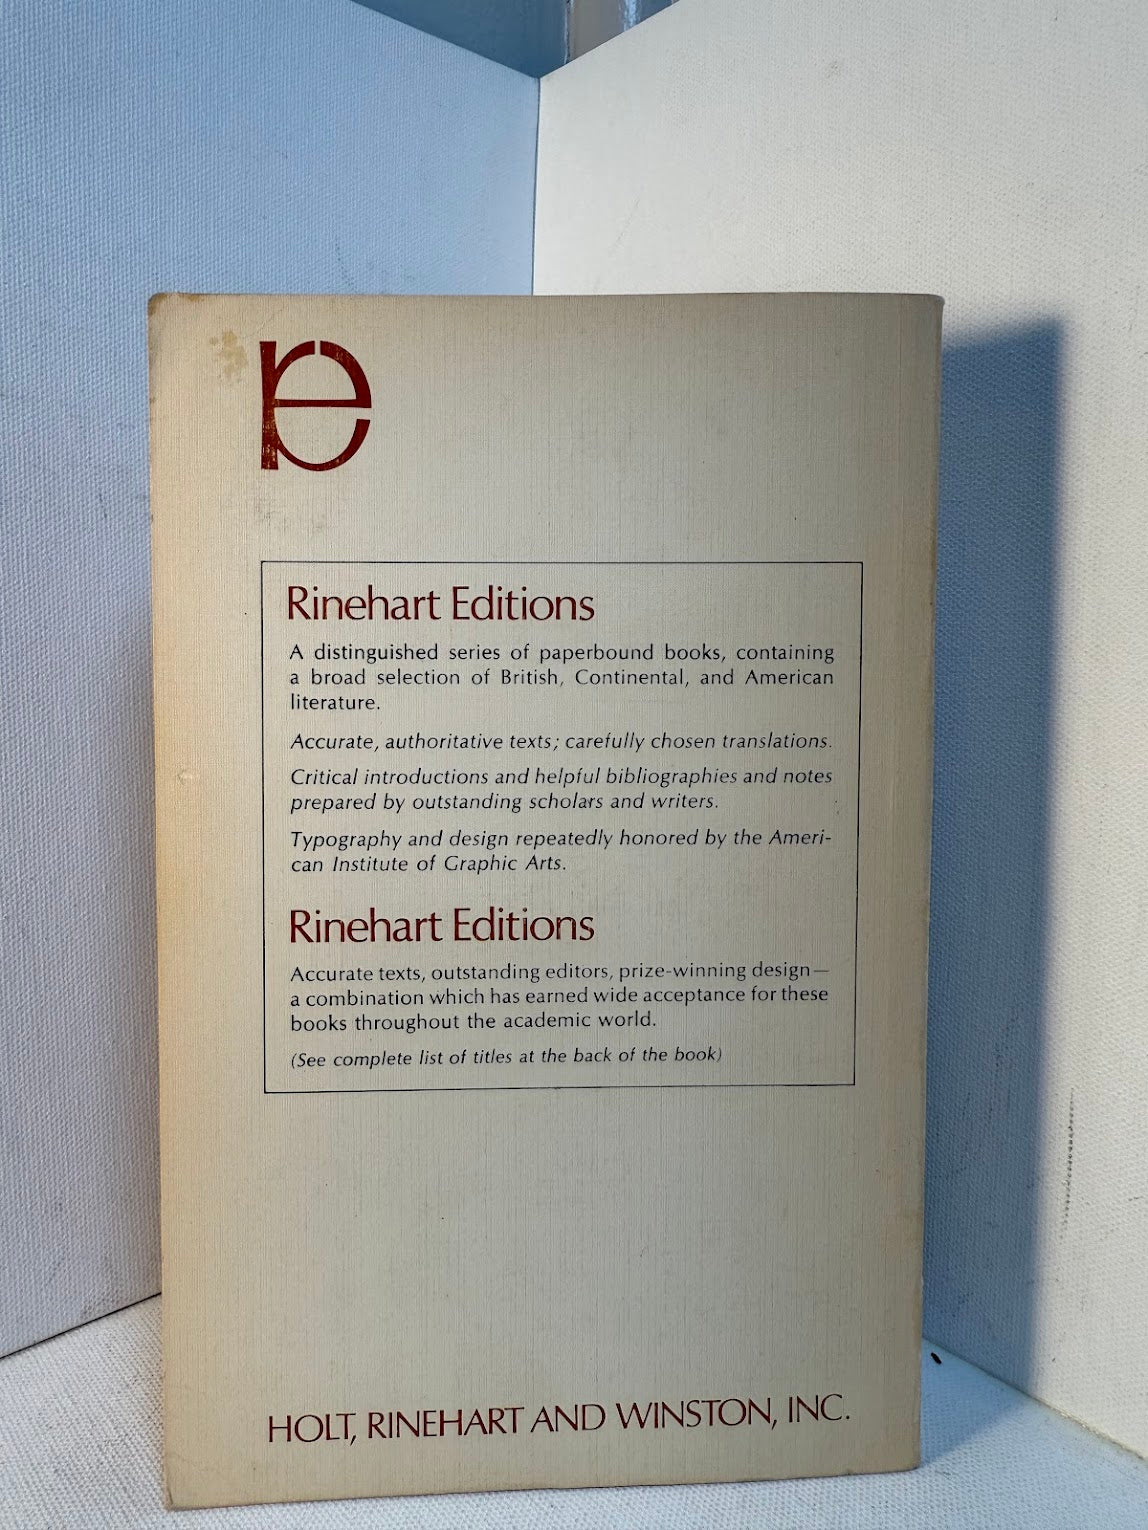 re
Rinehart Editions
A distinguished series of paperbound books, containing
a broad selection of British, Continental, and American
literature.
Accurate, authoritative texts; carefully chosen translations.
Critical introductions and helpful bibliographies and notes
prepared by outstanding scholars and writers.
Typography and design repeatedly honored by the Ameri-
can Institute of Graphic Arts.
Rinehart Editions
Accurate texts, outstanding editors, prize-winning design—
a combination which has earned wide acceptance for these
books throughout the academic world.
(See complete list of titles at the back of the book)
HOLT, RINEHART AND WINSTON, INC.